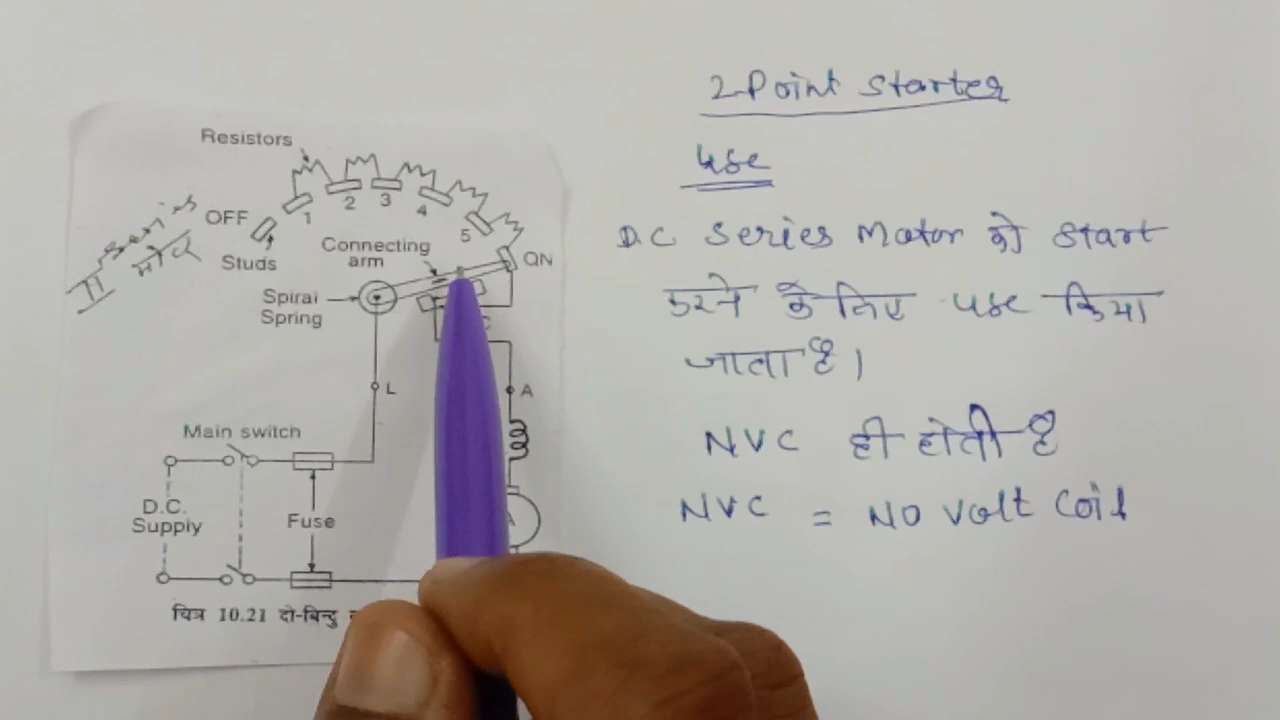 2 Point Starter
Use
D.C Series Motor को Start
करने के लिए use किया
जाता है।
NVC ही होती है
NVC = NO Volt Coil
Resistors
OFF
1
2
3
4
5
ON
Studs
Connecting
arm
Spiral
Spring
C
L
A
Main switch
D.C.
Supply
Fuse
A
चित्र 10.21 दो-बिन्दु
Series